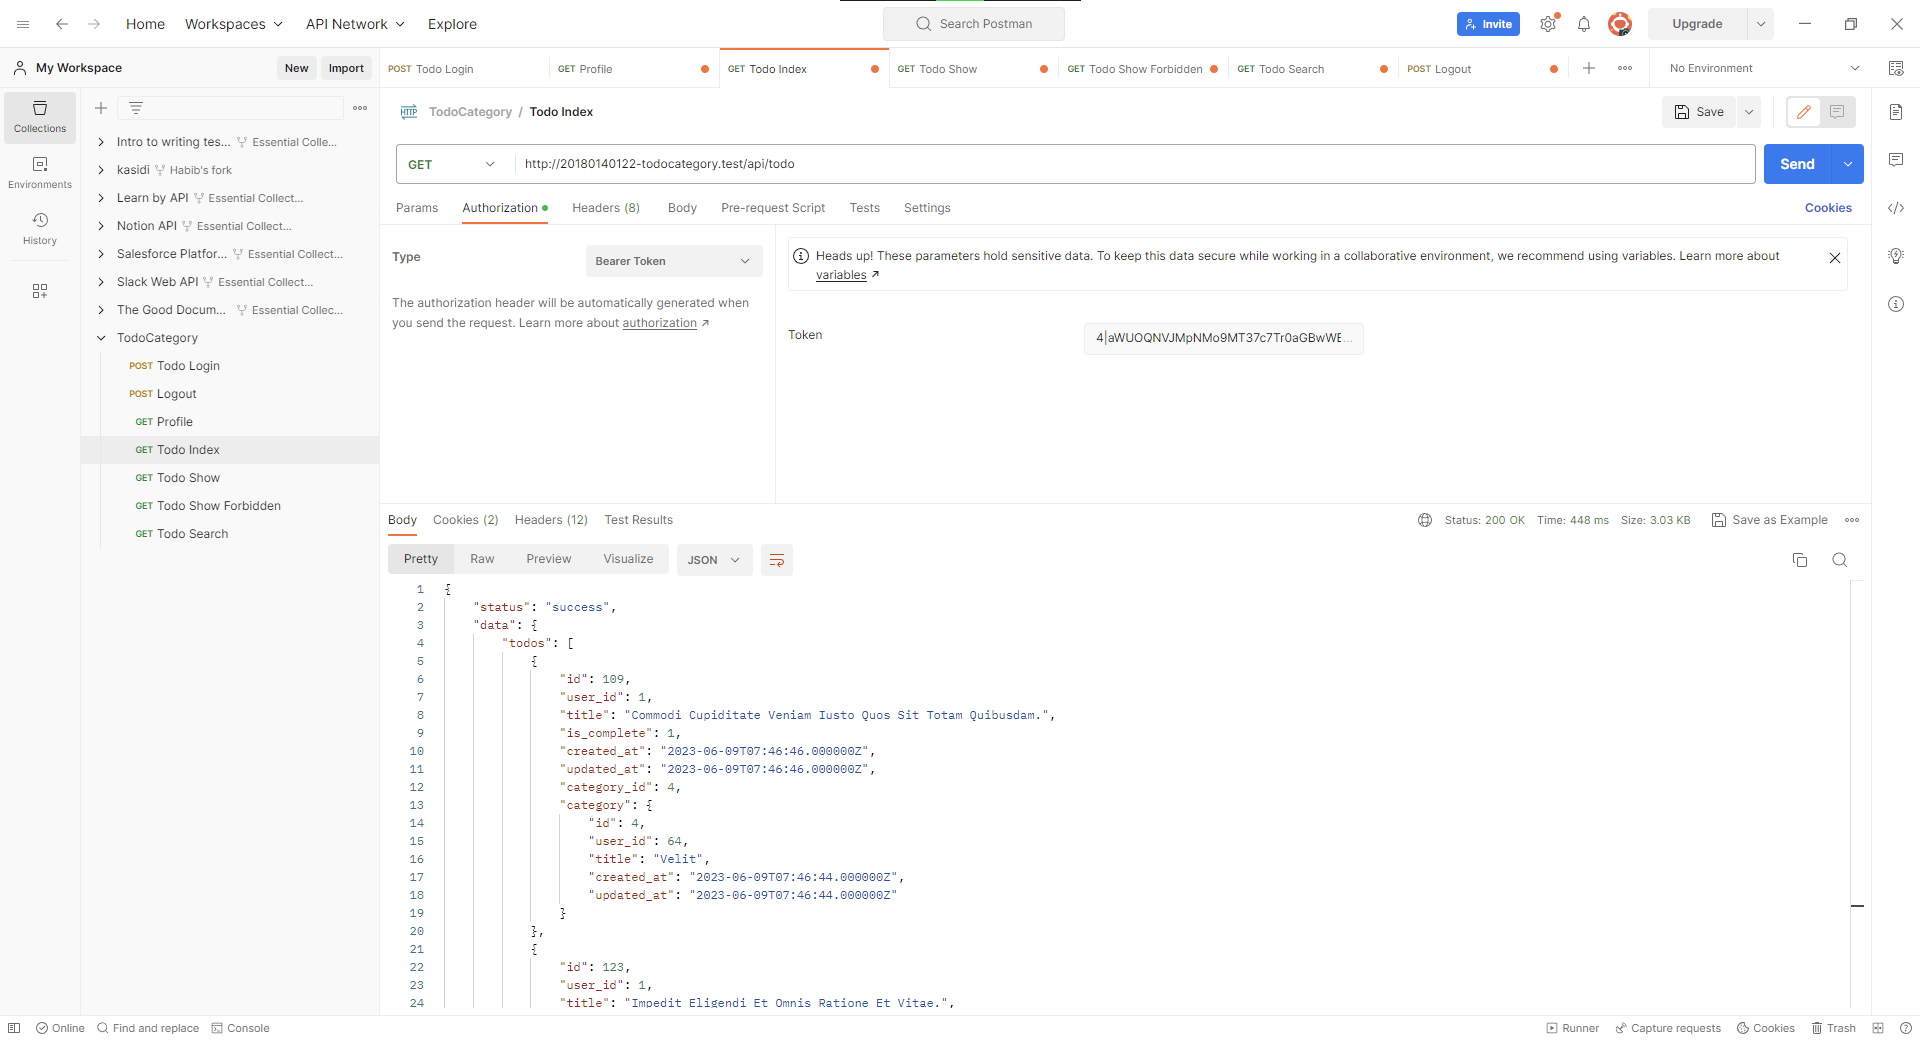 Home Workspaces API Network Explore Search Postman Invite Upgrade
My Workspace New Import
POST Todo Login GET Profile GET Todo Index GET Todo Show GET Todo Show Forbidden GET Todo Search POST Logout No Environment
Collections
Environments
History
Intro to writing tes... Essential Colle...
kasidi Habib's fork
Learn by API Essential Collect...
Notion API Essential Collect...
Salesforce Platfor... Essential Collect...
Slack Web API Essential Collect...
The Good Docum... Essential Collec...
TodoCategory
POST Todo Login
POST Logout
GET Profile
GET Todo Index
GET Todo Show
GET Todo Show Forbidden
GET Todo Search
HTTP TodoCategory / Todo Index Save
GET http://20180140122-todocategory.test/api/todo Send
Params Authorization Headers (8) Body Pre-request Script Tests Settings Cookies
Type Bearer Token
The authorization header will be automatically generated when
you send the request. Learn more about authorization ↗
Heads up! These parameters hold sensitive data. To keep this data secure while working in a collaborative environment, we recommend using variables. Learn more about
variables ↗
Token 4|aWUOQNVJMpNMo9MT37c7Tr0aGBwWE...
Body Cookies (2) Headers (12) Test Results Status: 200 OK Time: 448 ms Size: 3.03 KB Save as Example
Pretty Raw Preview Visualize JSON
1 {
2 "status": "success",
3 "data": {
4 "todos": [
5 {
6 "id": 109,
7 "user_id": 1,
8 "title": "Commodi Cupiditate Veniam Iusto Quos Sit Totam Quibusdam.",
9 "is_complete": 1,
10 "created_at": "2023-06-09T07:46:46.000000Z",
11 "updated_at": "2023-06-09T07:46:46.000000Z",
12 "category_id": 4,
13 "category": {
14 "id": 4,
15 "user_id": 64,
16 "title": "Velit",
17 "created_at": "2023-06-09T07:46:44.000000Z",
18 "updated_at": "2023-06-09T07:46:44.000000Z"
19 }
20 },
21 {
22 "id": 123,
23 "user_id": 1,
24 "title": "Impedit Eligendi Et Omnis Ratione Et Vitae.",
Online Find and replace Console Runner Capture requests Cookies Trash